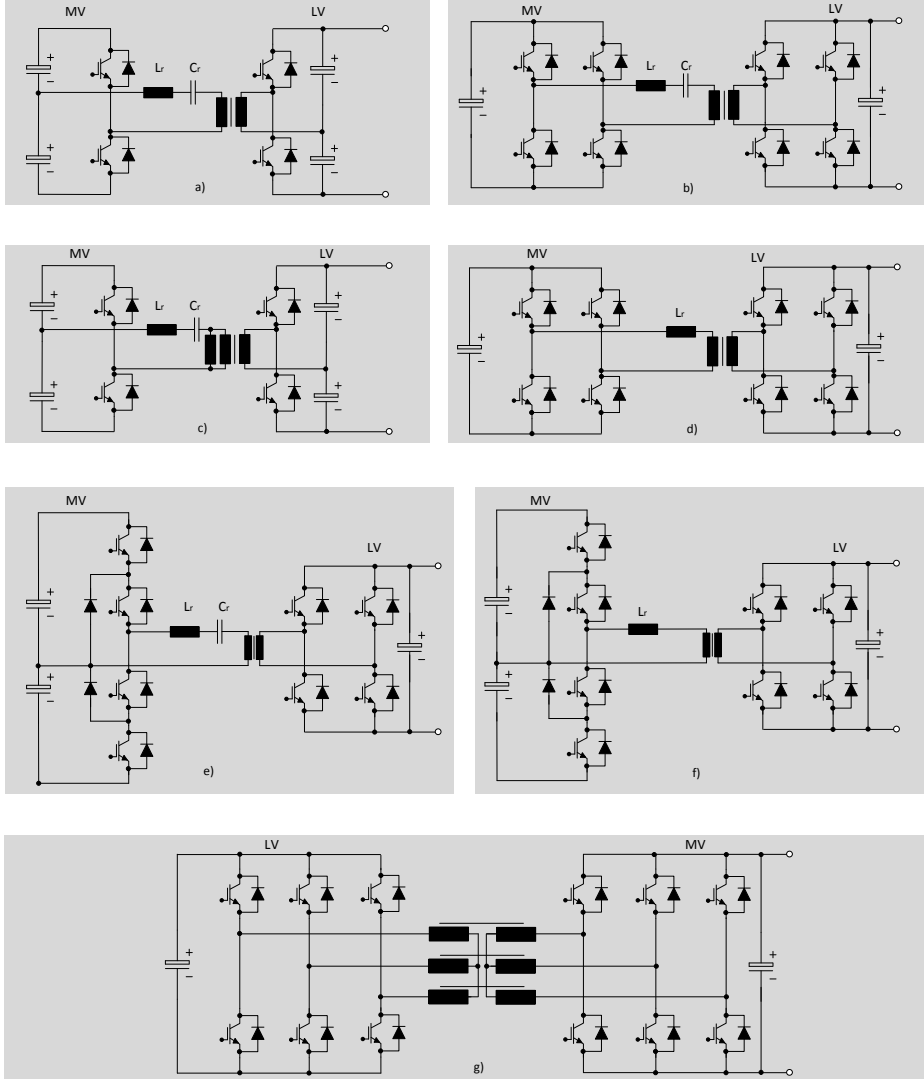 MV LV
+ +
Lr Cr
− −
+ +
− −
a)
MV LV
Lr Cr
+ +
− −
b)
MV LV
+ +
Lr Cr
− −
+ +
− −
c)
MV LV
Lr
+ +
− −
d)
MV
LV
+
−
Lr Cr
+
−
+
−
e)
MV
LV
+
−
Lr
+
−
+
−
f)
LV MV
+ +
− −
g)